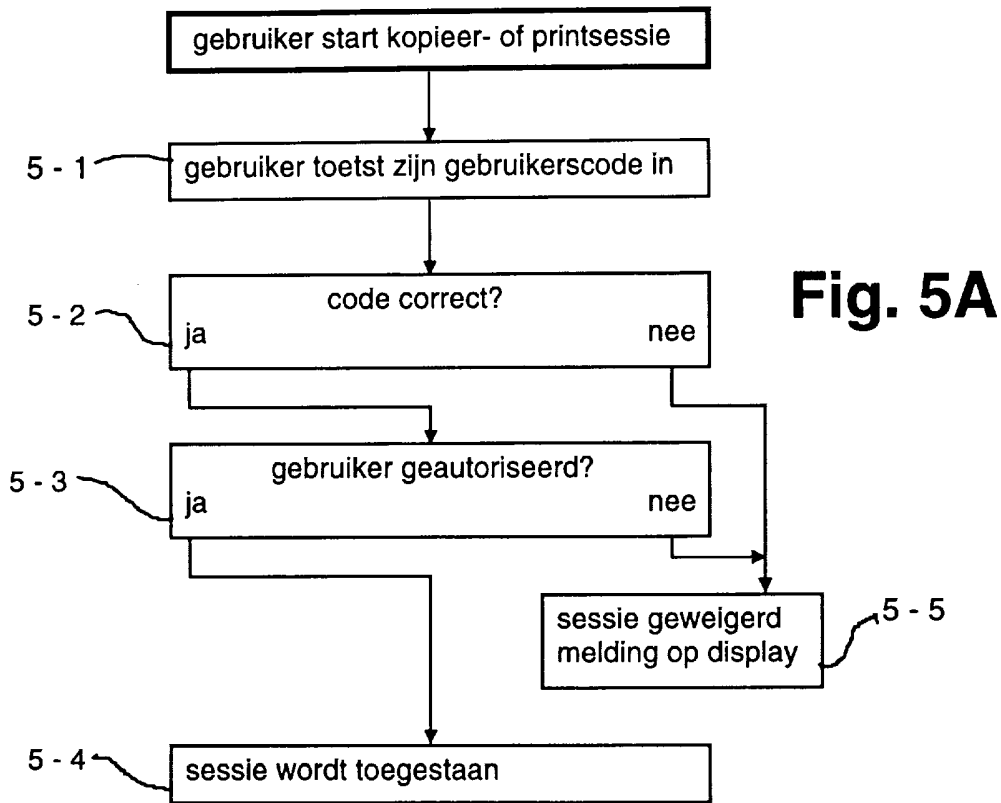 gebruiker start kopieer- of printsessie
5 - 1
gebruiker toetst zijn gebruikerscode in
code correct?
5 - 2
ja nee
Fig. 5A
gebruiker geautoriseerd?
5 - 3
ja nee
sessie geweigerd
melding op display
5 - 5
5 - 4
sessie wordt toegestaan